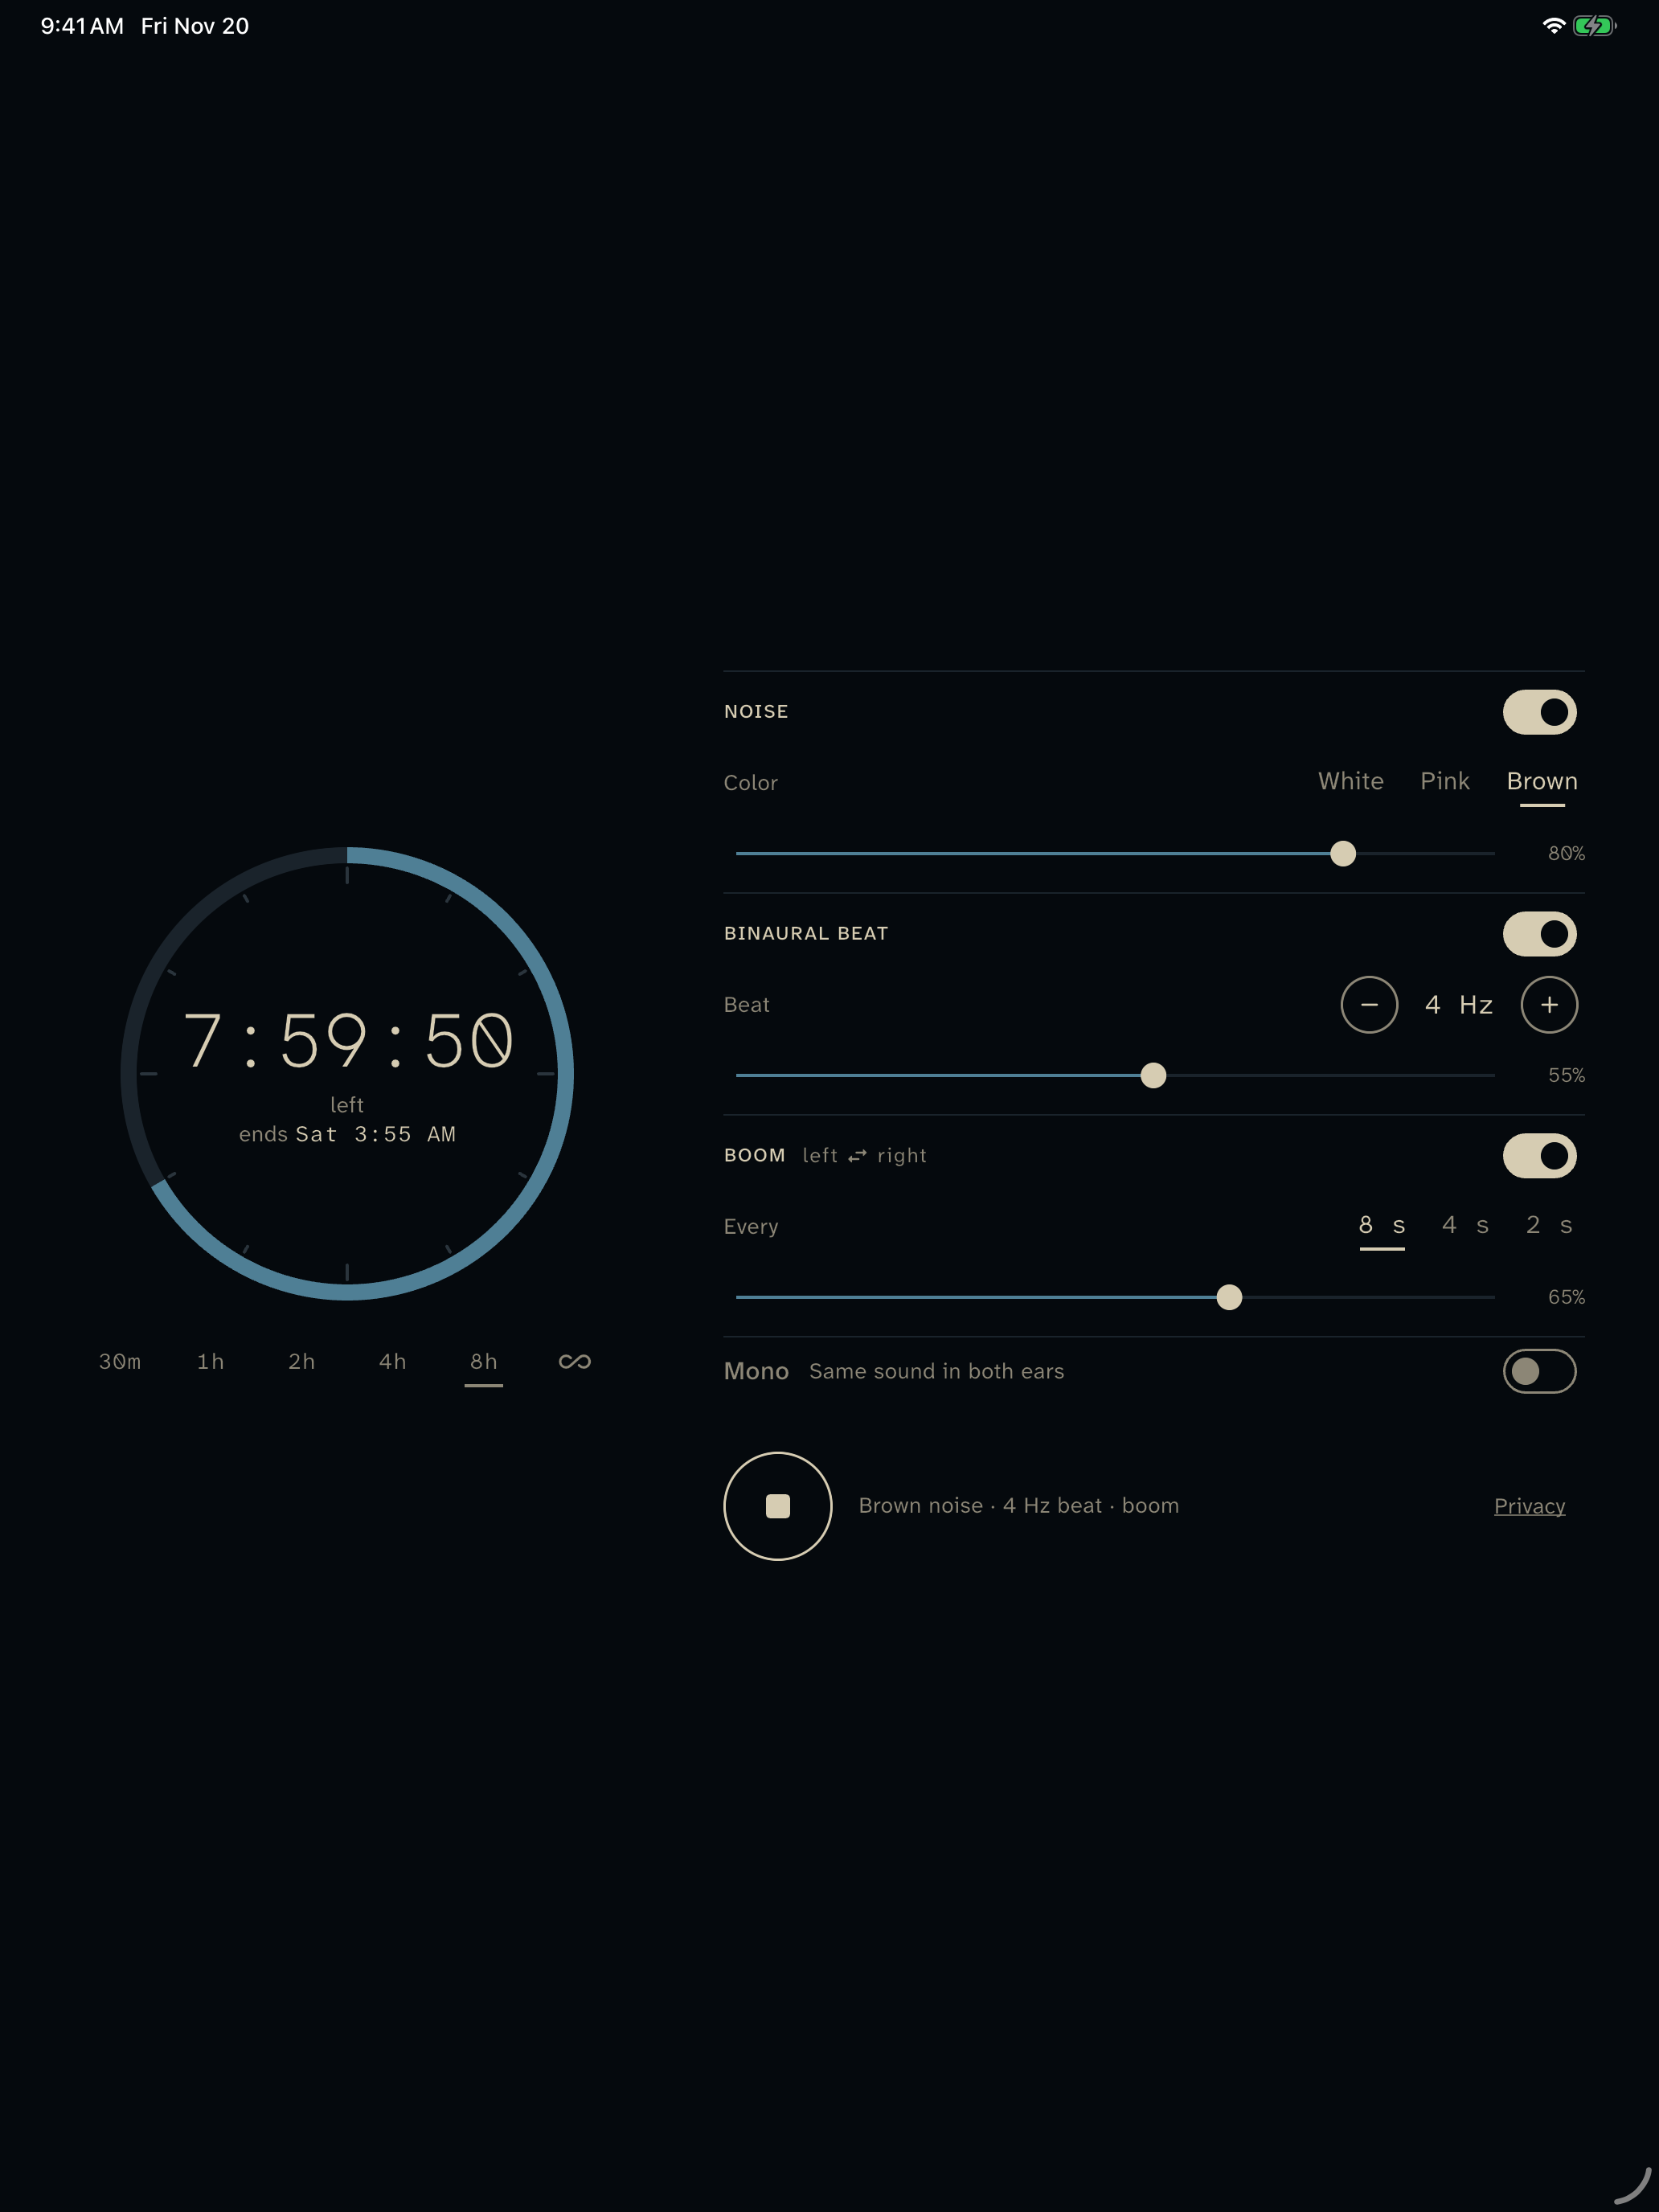 9:41 AM Fri Nov 20
7:59:50
left
ends Sat 3:55 AM
30m 1h 2h 4h 8h ∞
NOISE
Color White Pink Brown
80%
BINAURAL BEAT
Beat − 4 Hz +
55%
BOOM left ⇄ right
Every 8 s 4 s 2 s
65%
Mono Same sound in both ears
Brown noise · 4 Hz beat · boom Privacy